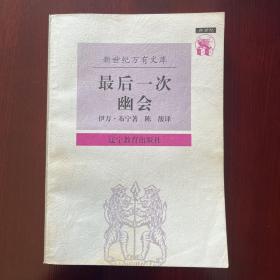 新世纪万有文库
最后一次
幽会
伊万·布宁著 陈馥译
辽宁教育出版社